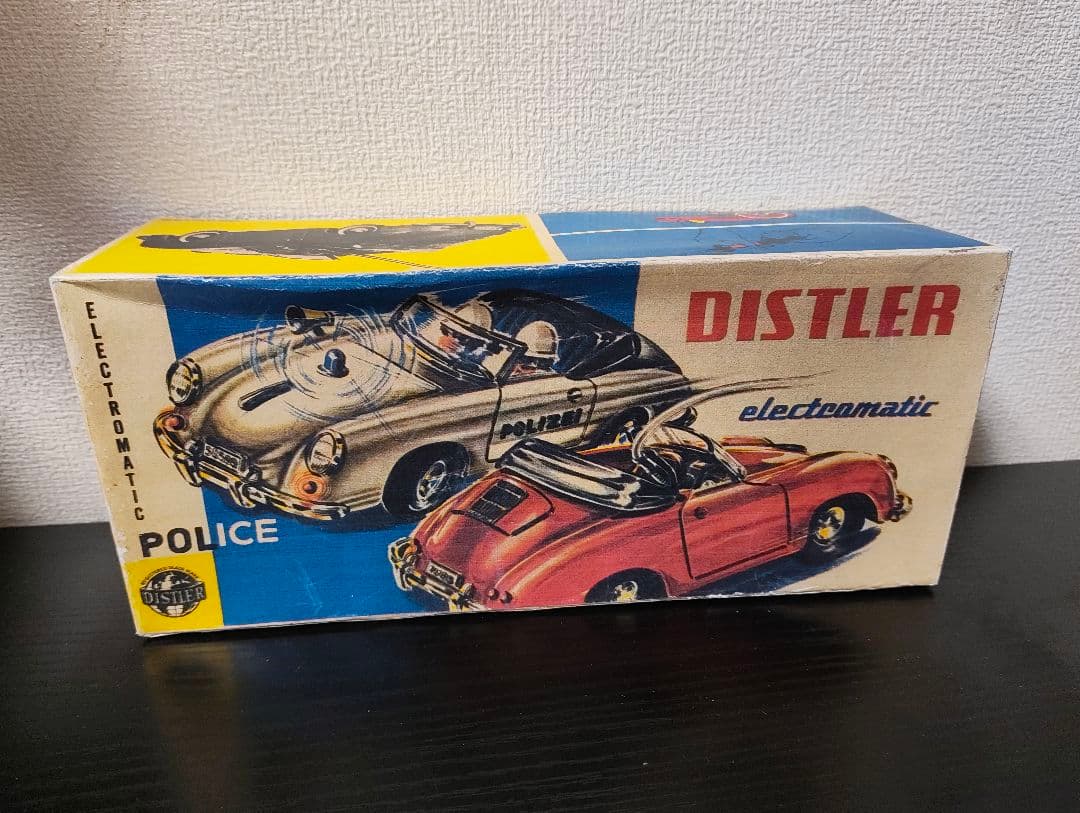 DISTLER
electromatic
ELECTROMATIC
POLIZEI
POLICE
DISTLER